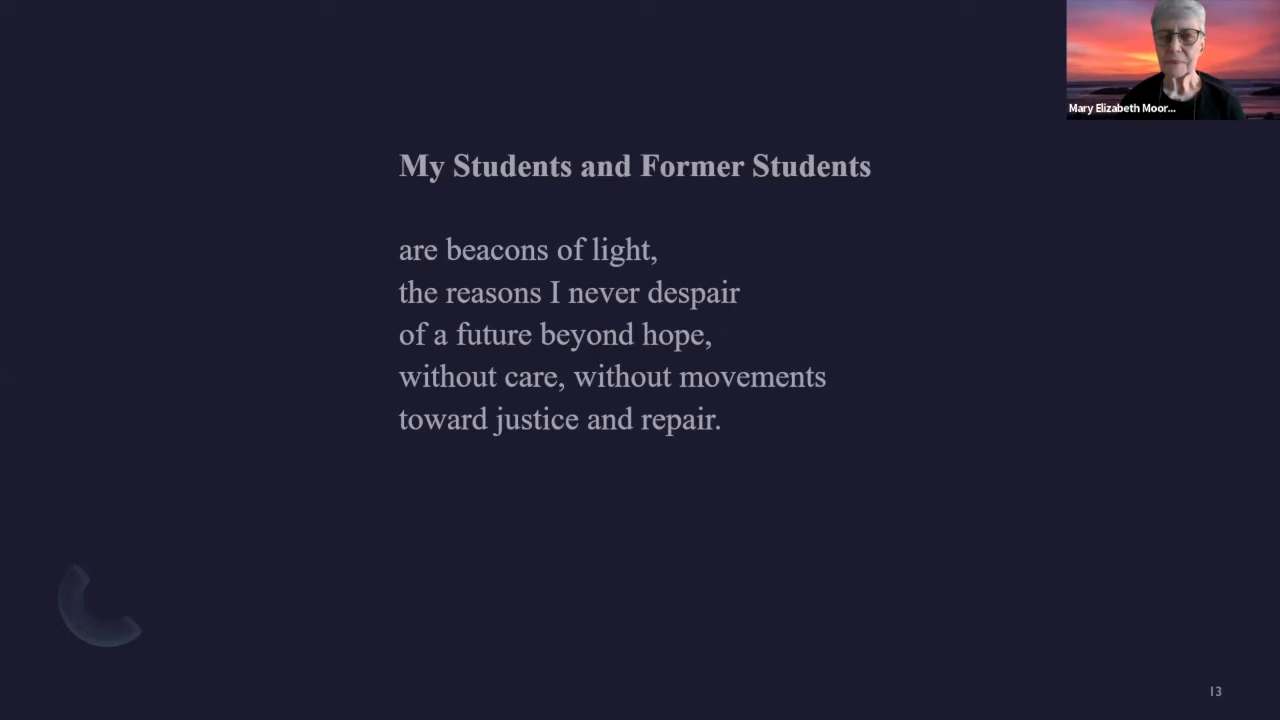 Mary Elizabeth Moor...
My Students and Former Students
are beacons of light,
the reasons I never despair
of a future beyond hope,
without care, without movements
toward justice and repair.
13